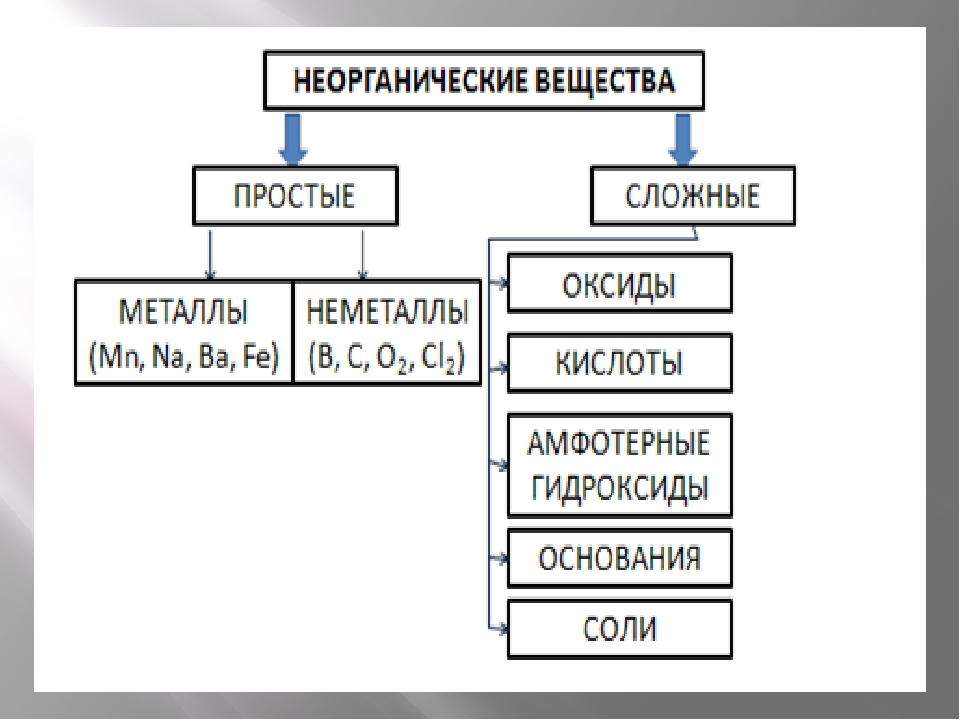 НЕОРГАНИЧЕСКИЕ ВЕЩЕСТВА
ПРОСТЫЕ
СЛОЖНЫЕ
МЕТАЛЛЫ
(Mn, Na, Ba, Fe)
НЕМЕТАЛЛЫ
(B, C, O₂, Cl₂)
ОКСИДЫ
КИСЛОТЫ
АМФОТЕРНЫЕ
ГИДРОКСИДЫ
ОСНОВАНИЯ
СОЛИ